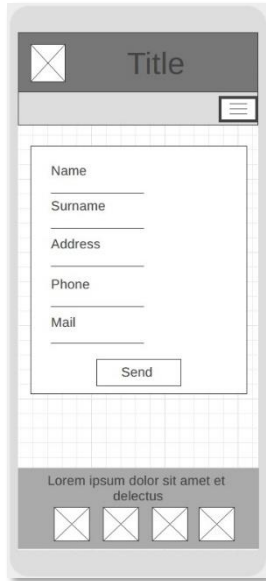 Title
Name
Surname
Address
Phone
Mail
Send
Lorem ipsum dolor sit amet et
delectus